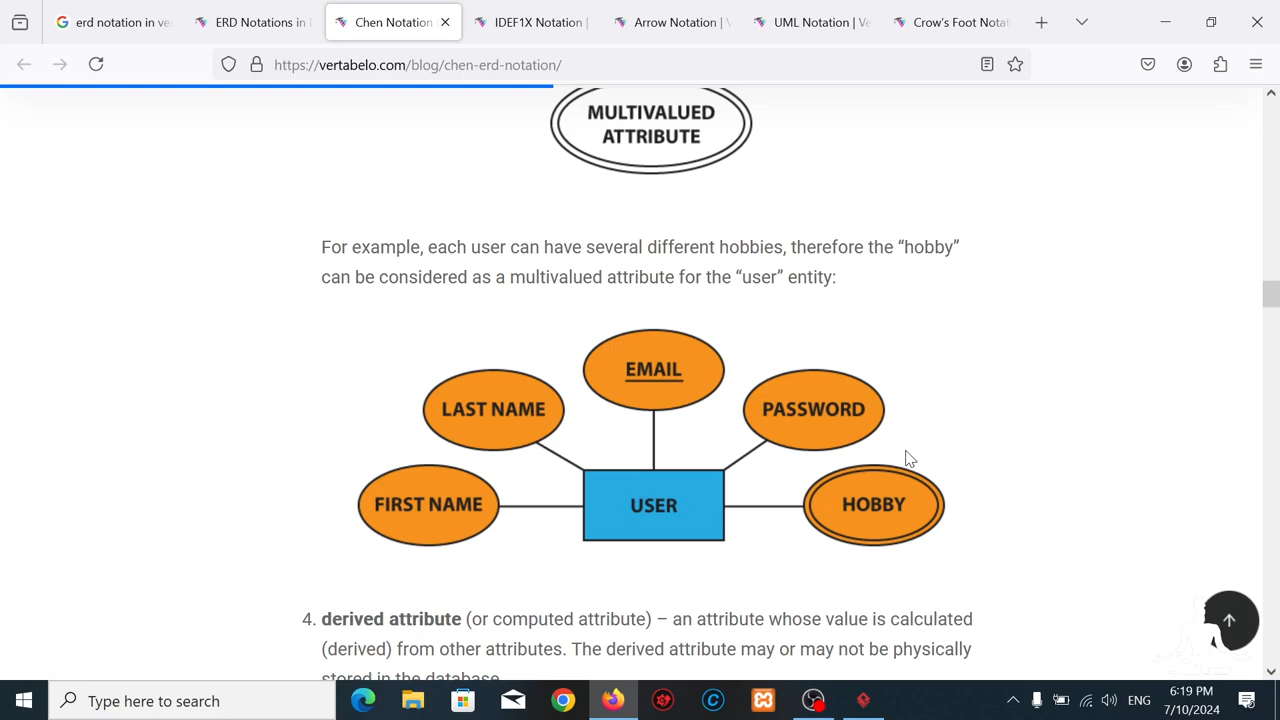 erd notation in ve
ERD Notations in
Chen Notation
IDEF1X Notation |
Arrow Notation | V
UML Notation | Ve
Crow's Foot Notat
https://vertabelo.com/blog/chen-erd-notation/
MULTIVALUED
ATTRIBUTE
For example, each user can have several different hobbies, therefore the “hobby”
can be considered as a multivalued attribute for the “user” entity:
EMAIL
LAST NAME
PASSWORD
FIRST NAME
USER
HOBBY
4. derived attribute (or computed attribute) – an attribute whose value is calculated
(derived) from other attributes. The derived attribute may or may not be physically
stored in the database.
Type here to search
ENG
6:19 PM
7/10/2024